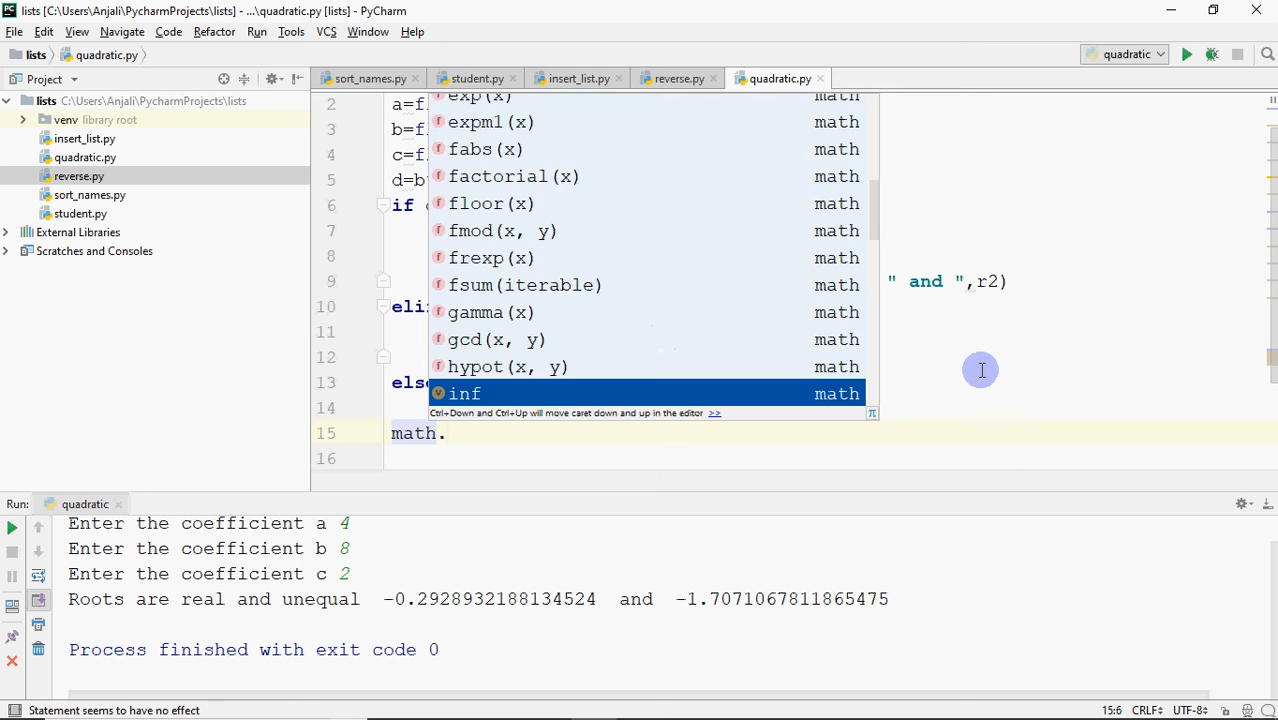 lists [C:\Users\Anjali\PycharmProjects\lists] - ...\quadratic.py [lists] - PyCharm
File Edit View Navigate Code Refactor Run Tools VCS Window Help
lists quadratic.py quadratic
Project sort_names.py student.py insert_list.py reverse.py quadratic.py
lists C:\Users\Anjali\PycharmProjects\lists
venv library root
insert_list.py
quadratic.py
reverse.py
sort_names.py
student.py
External Libraries
Scratches and Consoles
2 a=f
3 b=f
4 c=f
5 d=b
6 if
7
8
9 " and ",r2)
10 eli
11
12
13 els
14
15 math.
16
exp(x) math
expm1(x) math
fabs(x) math
factorial(x) math
floor(x) math
fmod(x, y) math
frexp(x) math
fsum(iterable) math
gamma(x) math
gcd(x, y) math
hypot(x, y) math
inf math
Ctrl+Down and Ctrl+Up will move caret down and up in the editor >> π
Run: quadratic
Enter the coefficient a 4
Enter the coefficient b 8
Enter the coefficient c 2
Roots are real and unequal -0.2928932188134524 and -1.7071067811865475
Process finished with exit code 0
Statement seems to have no effect 15:6 CRLF UTF-8